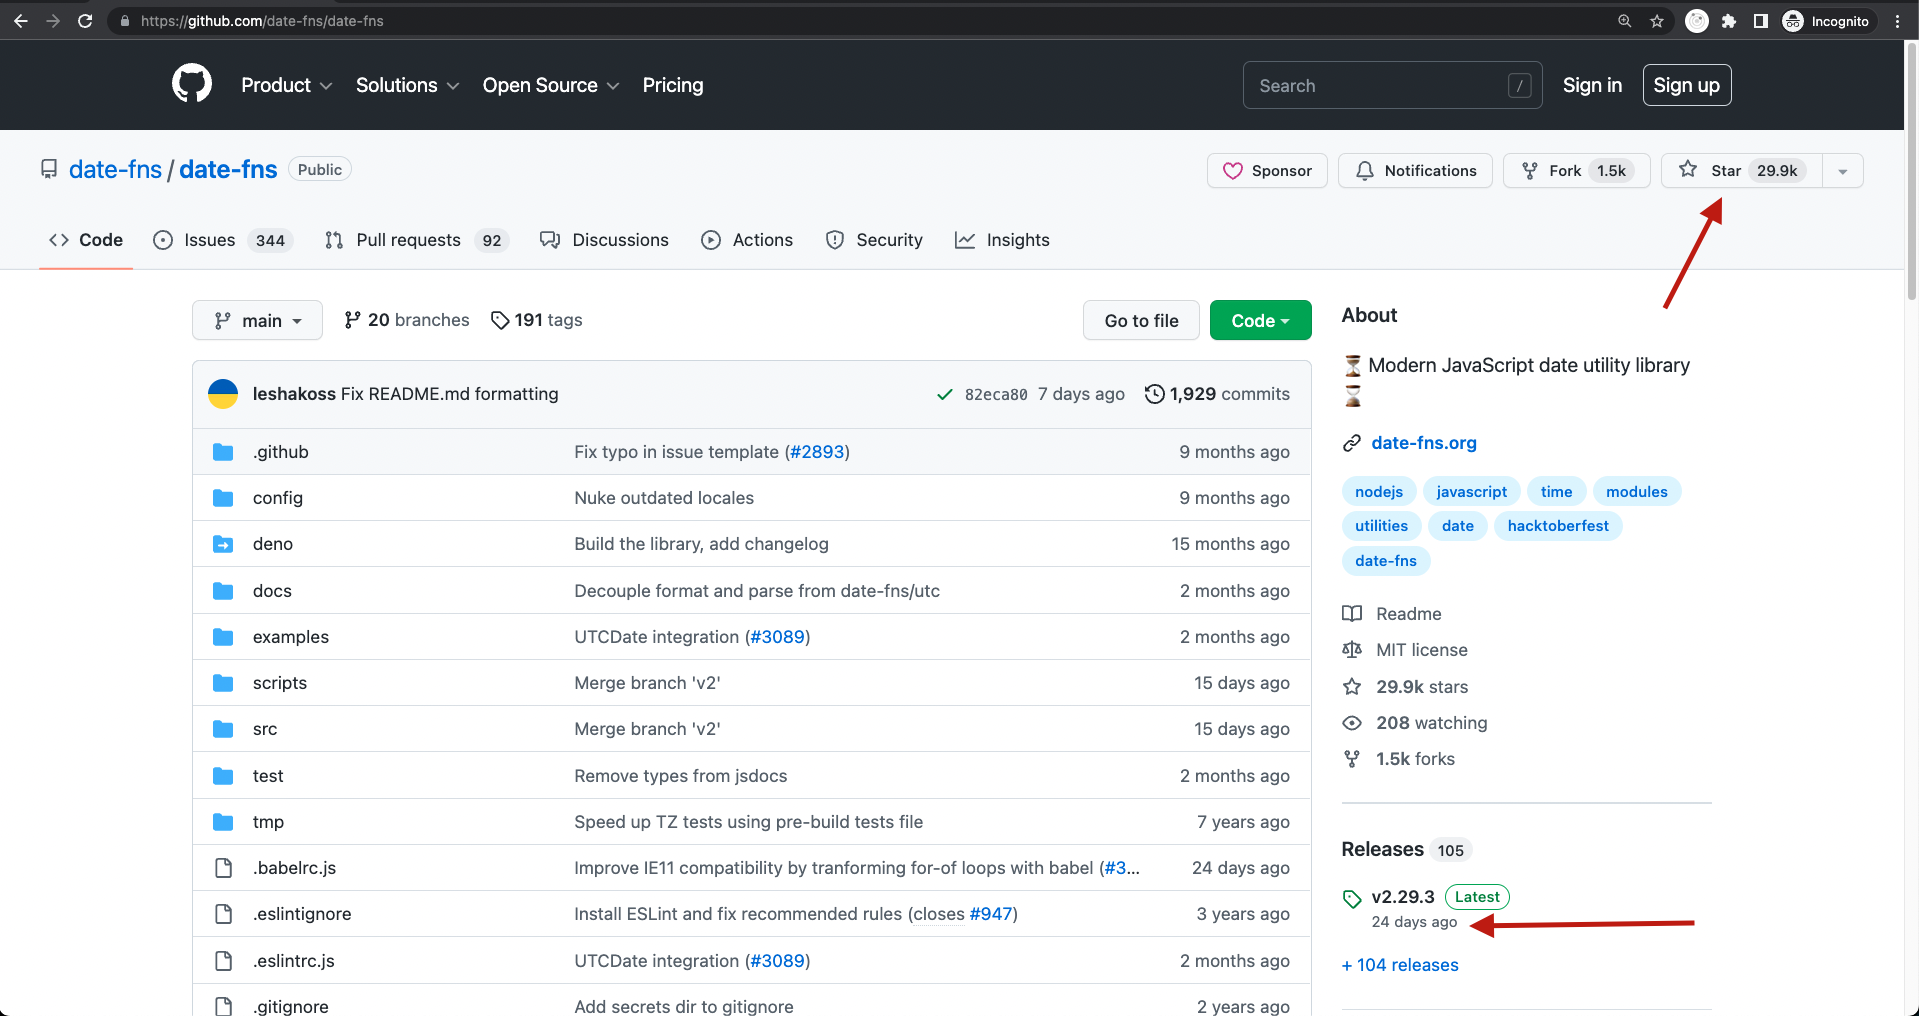 https://github.com/date-fns/date-fns
Incognito
Product
Solutions
Open Source
Pricing
Search
/
Sign in
Sign up
date-fns / date-fns Public
Sponsor
Notifications
Fork 1.5k
Star 29.9k
Code
Issues 344
Pull requests 92
Discussions
Actions
Security
Insights
main
20 branches
191 tags
Go to file
Code
leshakoss Fix README.md formatting
82eca80 7 days ago
1,929 commits
.github Fix typo in issue template (#2893) 9 months ago
config Nuke outdated locales 9 months ago
deno Build the library, add changelog 15 months ago
docs Decouple format and parse from date-fns/utc 2 months ago
examples UTCDate integration (#3089) 2 months ago
scripts Merge branch 'v2' 15 days ago
src Merge branch 'v2' 15 days ago
test Remove types from jsdocs 2 months ago
tmp Speed up TZ tests using pre-build tests file 7 years ago
.babelrc.js Improve IE11 compatibility by tranforming for-of loops with babel (#3... 24 days ago
.eslintignore Install ESLint and fix recommended rules (closes #947) 3 years ago
.eslintrc.js UTCDate integration (#3089) 2 months ago
.gitignore Add secrets dir to gitignore 2 years ago
About
⏳ Modern JavaScript date utility library
⌛
date-fns.org
nodejs javascript time modules
utilities date hacktoberfest
date-fns
Readme
MIT license
29.9k stars
208 watching
1.5k forks
Releases 105
v2.29.3 Latest
24 days ago
+ 104 releases